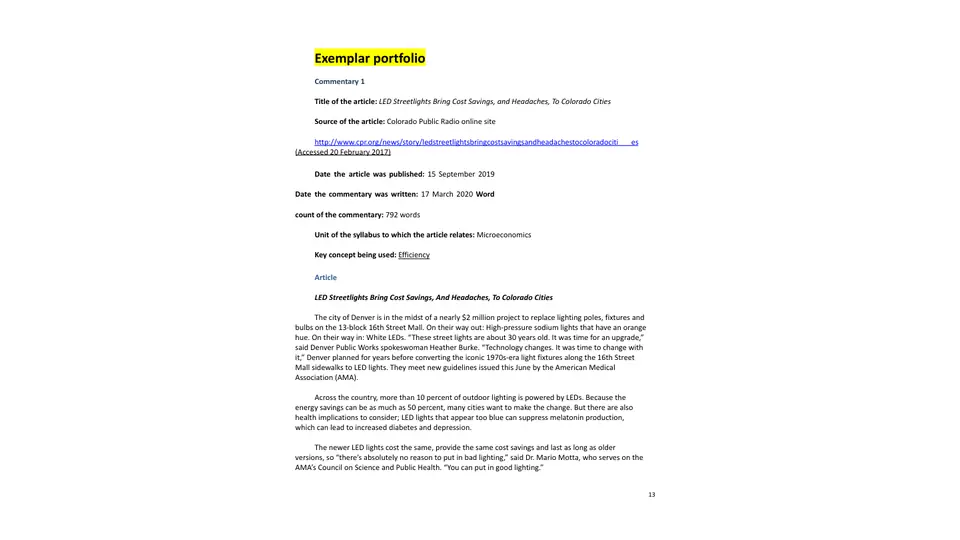 Exemplar portfolio
Commentary 1
Title of the article: LED Streetlights Bring Cost Savings, and Headaches, To Colorado Cities
Source of the article: Colorado Public Radio online site
http://www.cpr.org/news/story/ledstreetlightsbringcostsavingsandheadachestocoloradociti es
(Accessed 20 February 2017)
Date the article was published: 15 September 2019
Date the commentary was written: 17 March 2020 Word
count of the commentary: 792 words
Unit of the syllabus to which the article relates: Microeconomics
Key concept being used: Efficiency
Article
LED Streetlights Bring Cost Savings, And Headaches, To Colorado Cities
The city of Denver is in the midst of a nearly $2 million project to replace lighting poles, fixtures and
bulbs on the 13-block 16th Street Mall. On their way out: High-pressure sodium lights that have an orange
hue. On their way in: White LEDs. “These street lights are about 30 years old. It was time for an upgrade,”
said Denver Public Works spokeswoman Heather Burke. “Technology changes. It was time to change with
it,” Denver planned for years before converting the iconic 1970s-era light fixtures along the 16th Street
Mall sidewalks to LED lights. They meet new guidelines issued this June by the American Medical
Association (AMA).
Across the country, more than 10 percent of outdoor lighting is powered by LEDs. Because the
energy savings can be as much as 50 percent, many cities want to make the change. But there are also
health implications to consider; LED lights that appear too blue can suppress melatonin production,
which can lead to increased diabetes and depression.
The newer LED lights cost the same, provide the same cost savings and last as long as older
versions, so “there’s absolutely no reason to put in bad lighting,” said Dr. Mario Motta, who serves on the
AMA’s Council on Science and Public Health. “You can put in good lighting.”
13